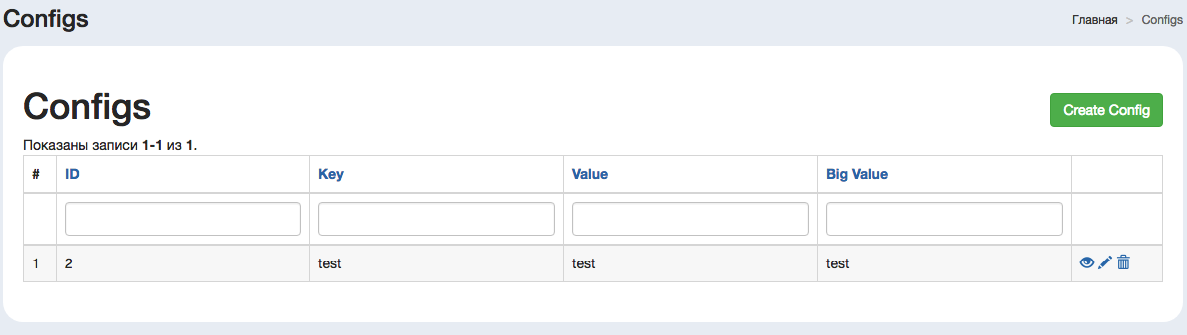 Configs
Главная > Configs
Configs
Create Config
Показаны записи 1-1 из 1.
# ID Key Value Big Value
1 2 test test test